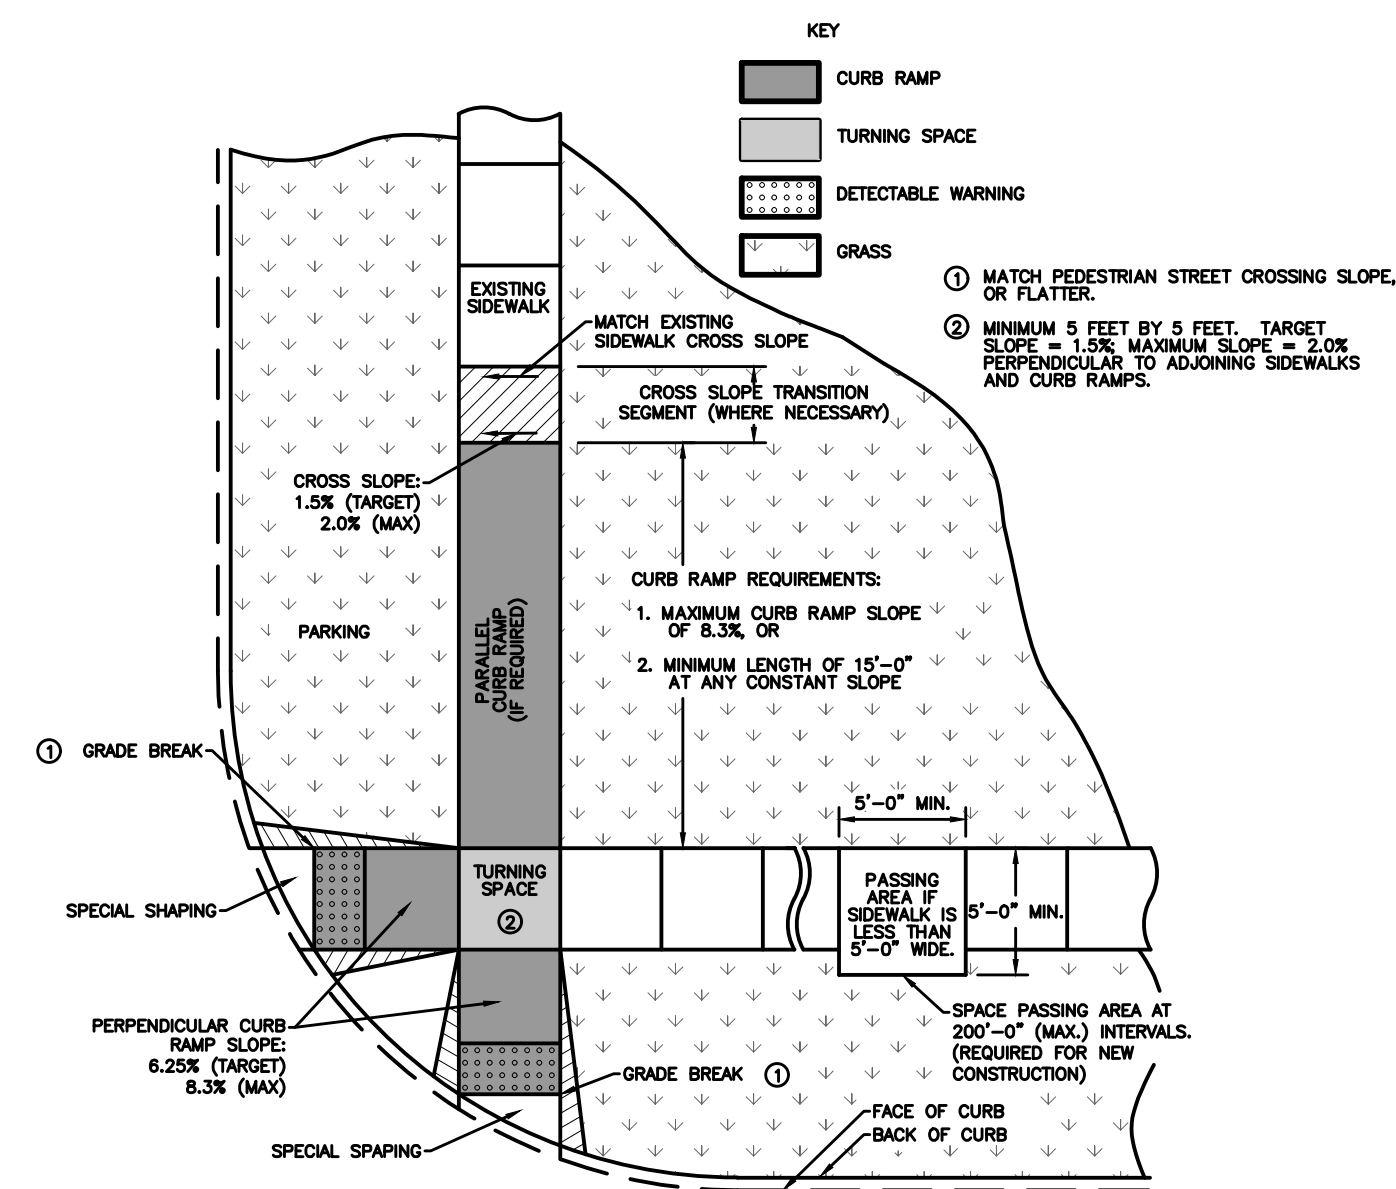 KEY
CURB RAMP
TURNING SPACE
DETECTABLE WARNING
GRASS
① MATCH PEDESTRIAN STREET CROSSING SLOPE,
OR FLATTER.
② MINIMUM 5 FEET BY 5 FEET. TARGET
SLOPE = 1.5%; MAXIMUM SLOPE = 2.0%
PERPENDICULAR TO ADJOINING SIDEWALKS
AND CURB RAMPS.
EXISTING
SIDEWALK
MATCH EXISTING
SIDEWALK CROSS SLOPE
CROSS SLOPE TRANSITION
SEGMENT (WHERE NECESSARY)
CROSS SLOPE:
1.5% (TARGET)
2.0% (MAX)
CURB RAMP REQUIREMENTS:
1. MAXIMUM CURB RAMP SLOPE
OF 8.3%, OR
2. MINIMUM LENGTH OF 15'-0"
AT ANY CONSTANT SLOPE
PARKING
PARALLEL
CURB RAMP
(IF REQUIRED)
① GRADE BREAK
5'-0" MIN.
TURNING
SPACE
②
PASSING
AREA IF
SIDEWALK IS
LESS THAN
5'-0" WIDE.
5'-0" MIN.
SPECIAL SHAPING
PERPENDICULAR CURB
RAMP SLOPE:
6.25% (TARGET)
8.3% (MAX)
SPACE PASSING AREA AT
200'-0" (MAX.) INTERVALS.
(REQUIRED FOR NEW
CONSTRUCTION)
GRADE BREAK ①
FACE OF CURB
BACK OF CURB
SPECIAL SPAPING